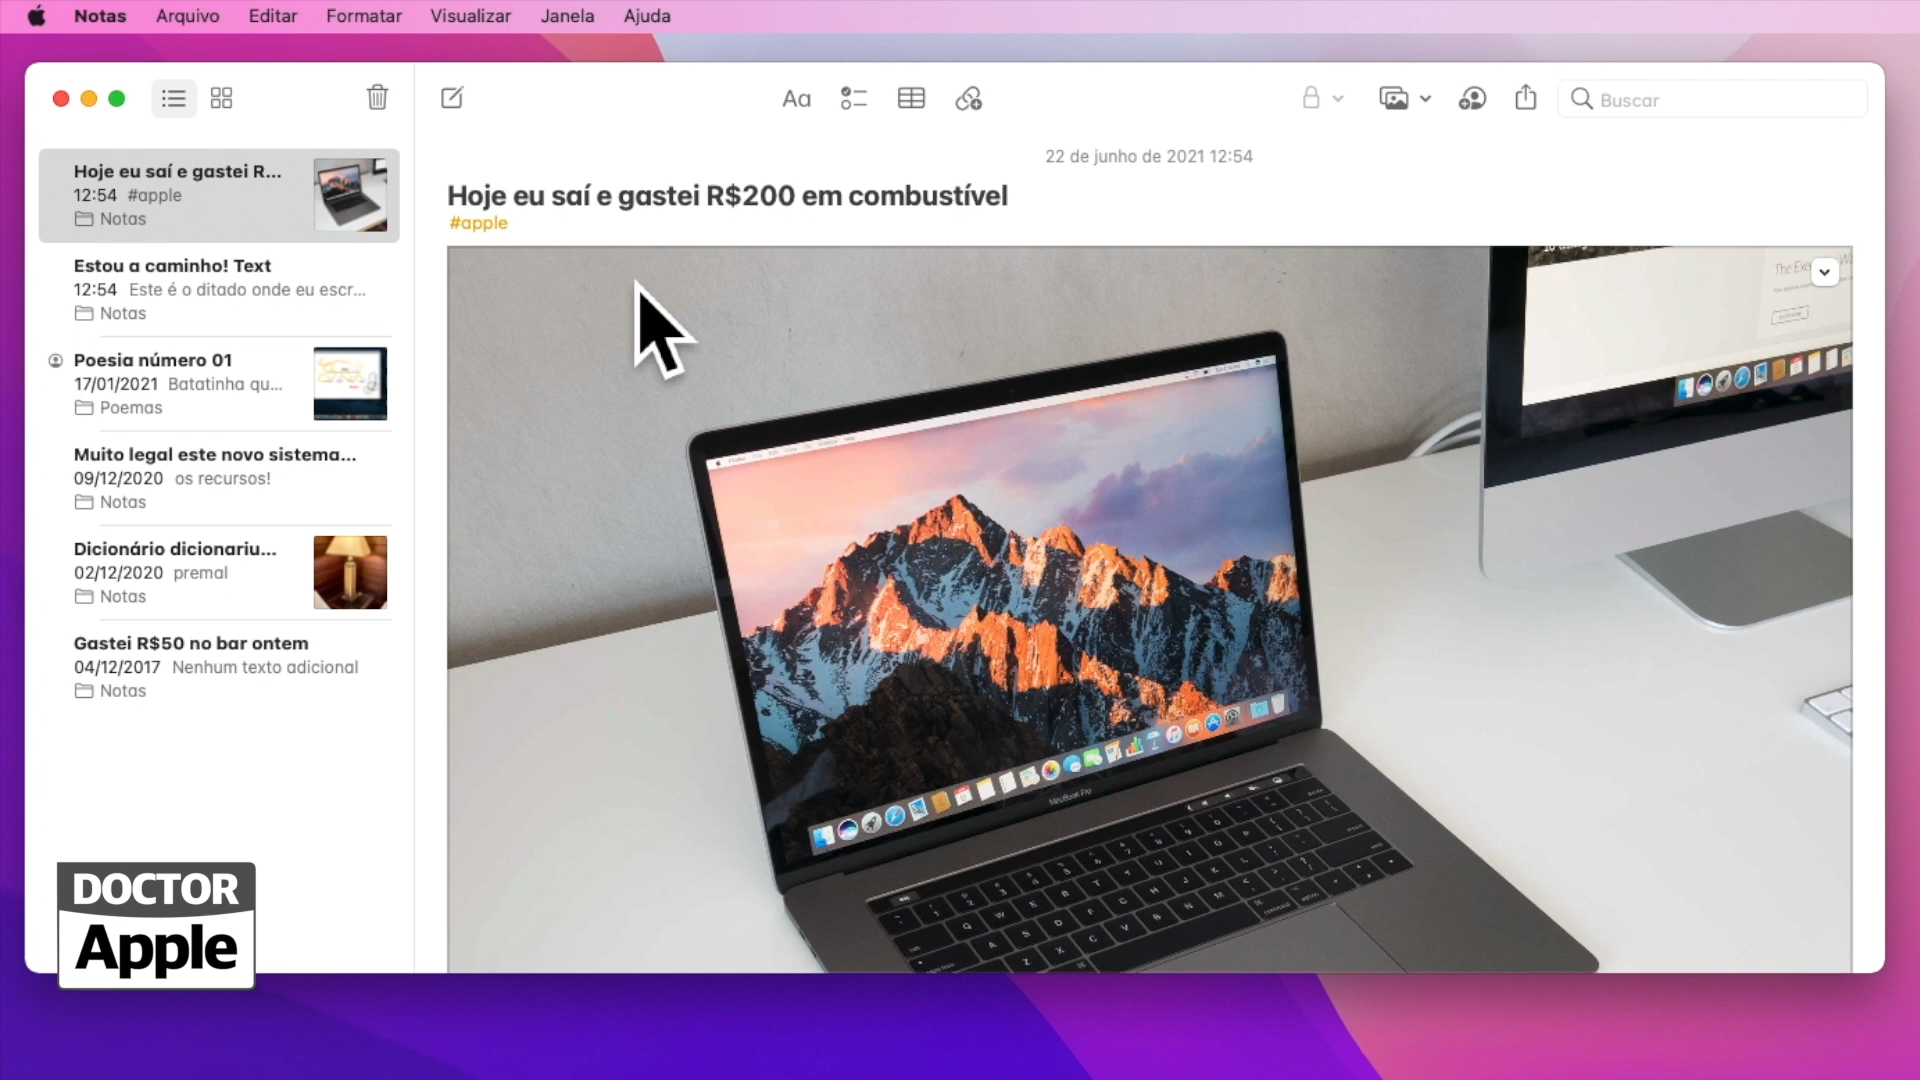 Notas Arquivo Editar Formatar Visualizar Janela Ajuda
Aa
Buscar
Hoje eu saí e gastei R...
12:54 #apple
Notas
Estou a caminho! Text
12:54 Este é o ditado onde eu escr...
Notas
Poesia número 01
17/01/2021 Batatinha qu...
Poemas
Muito legal este novo sistema...
09/12/2020 os recursos!
Notas
Dicionário dicionariu...
02/12/2020 premal
Notas
Gastei R$50 no bar ontem
04/12/2017 Nenhum texto adicional
Notas
22 de junho de 2021 12:54
Hoje eu saí e gastei R$200 em combustível
#apple
MacBook Pro
DOCTOR
Apple